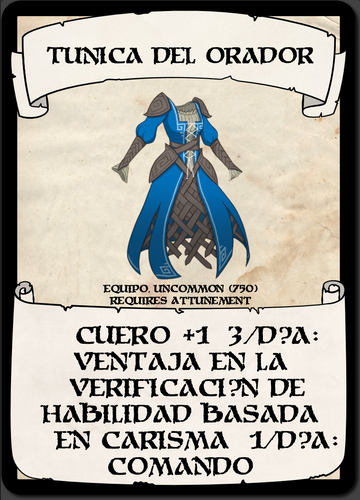 TUNICA DEL ORADOR
EQUIPO, UNCOMMON (750)
REQUIRES ATTUNEMENT
CUERO +1 3/D?A:
VENTAJA EN LA
VERIFICACI?N DE
HABILIDAD BASADA
EN CARISMA 1/D?A:
COMANDO